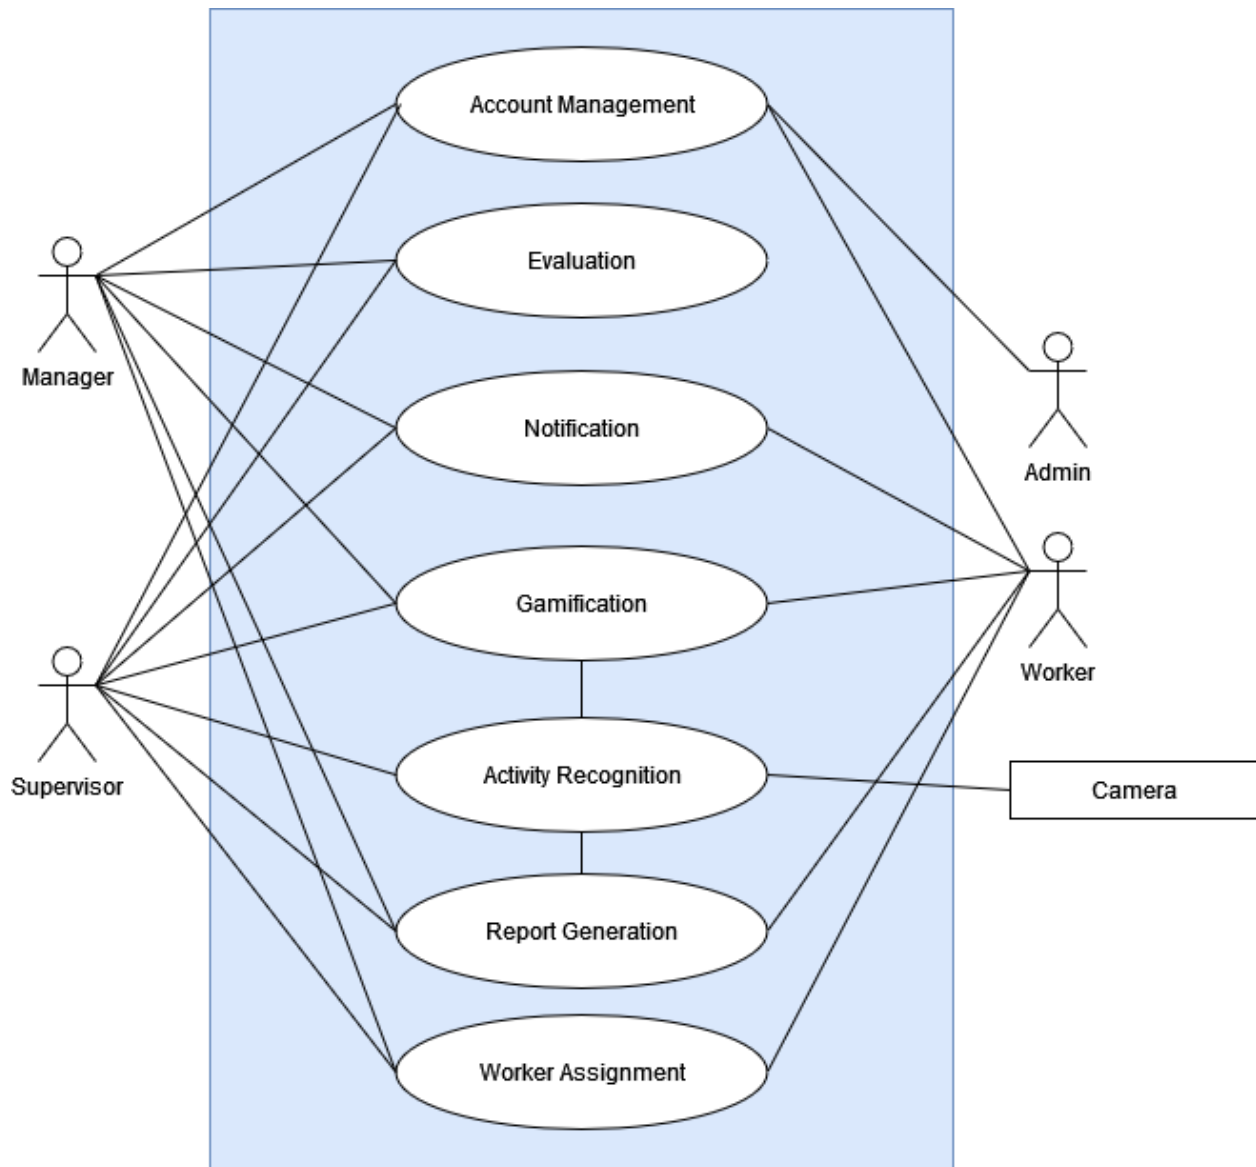 Account Management
Evaluation
Manager
Notification
Admin
Gamification
Worker
Supervisor
Activity Recognition
Camera
Report Generation
Worker Assignment